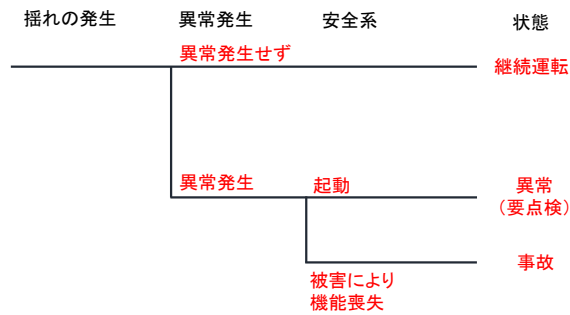 揺れの発生
異常発生
安全系
状態
異常発生せず
継続運転
異常発生
起動
異常
（要点検）
事故
被害により
機能喪失